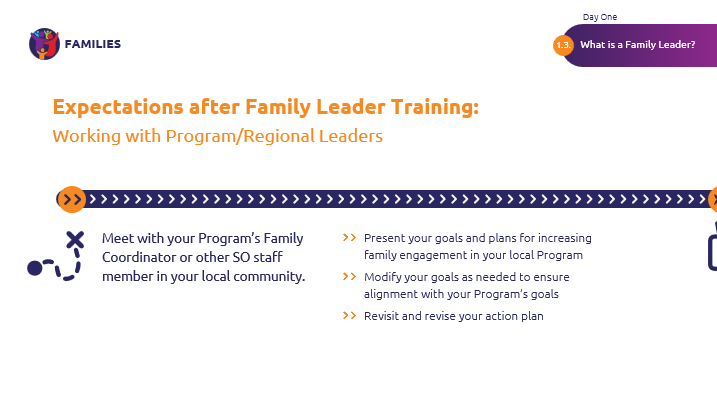 Day One
FAMILIES
1.3. What is a Family Leader?
Expectations after Family Leader Training:
Working with Program/Regional Leaders
Meet with your Program’s Family
Coordinator or other SO staff
member in your local community.
Present your goals and plans for increasing
family engagement in your local Program
Modify your goals as needed to ensure
alignment with your Program’s goals
Revisit and revise your action plan